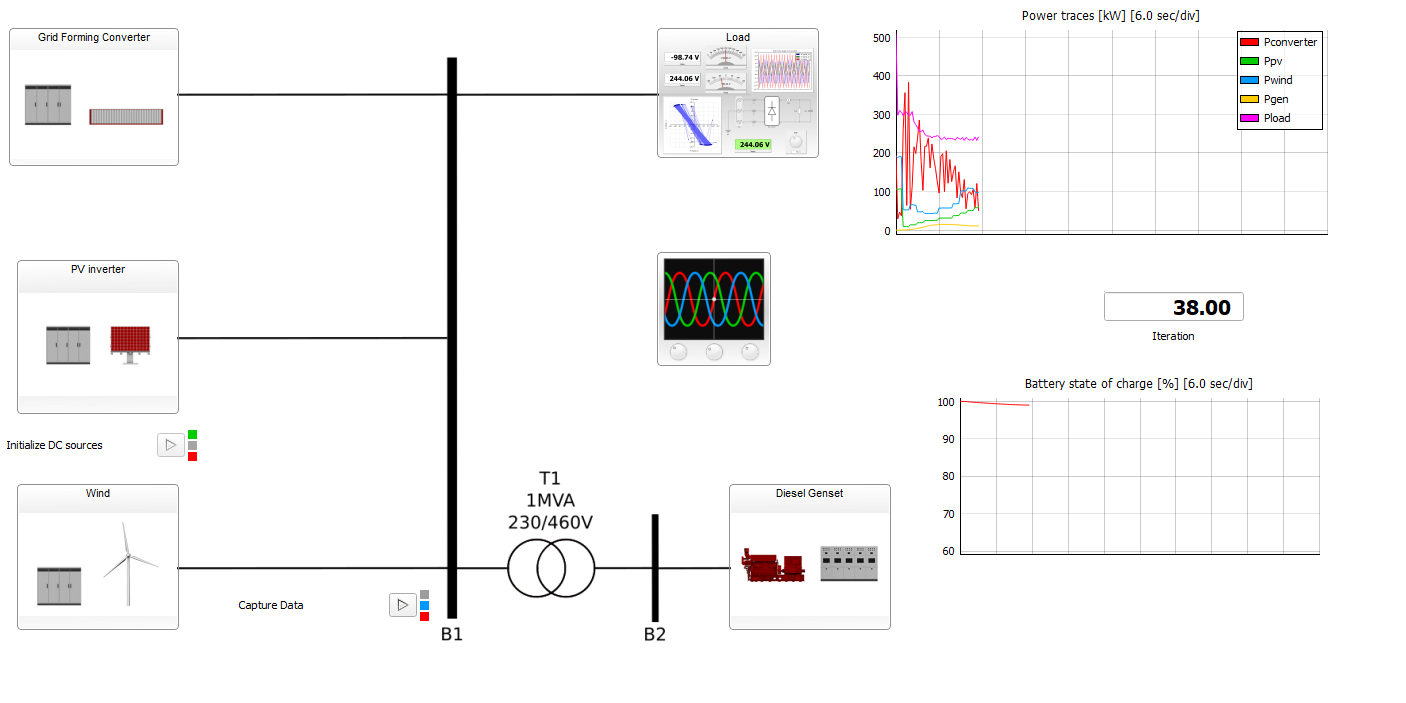 Grid Forming Converter
Load
-98.74 V
244.06 V
244.06 V
Power traces [kW] [6.0 sec/div]
500
400
300
200
100
0
Pconverter
Ppv
Pwind
Pgen
Pload
PV inverter
38.00
Iteration
Battery state of charge [%] [6.0 sec/div]
100
90
80
70
60
Initialize DC sources
Wind
T1
1MVA
230/460V
Diesel Genset
Capture Data
B1
B2